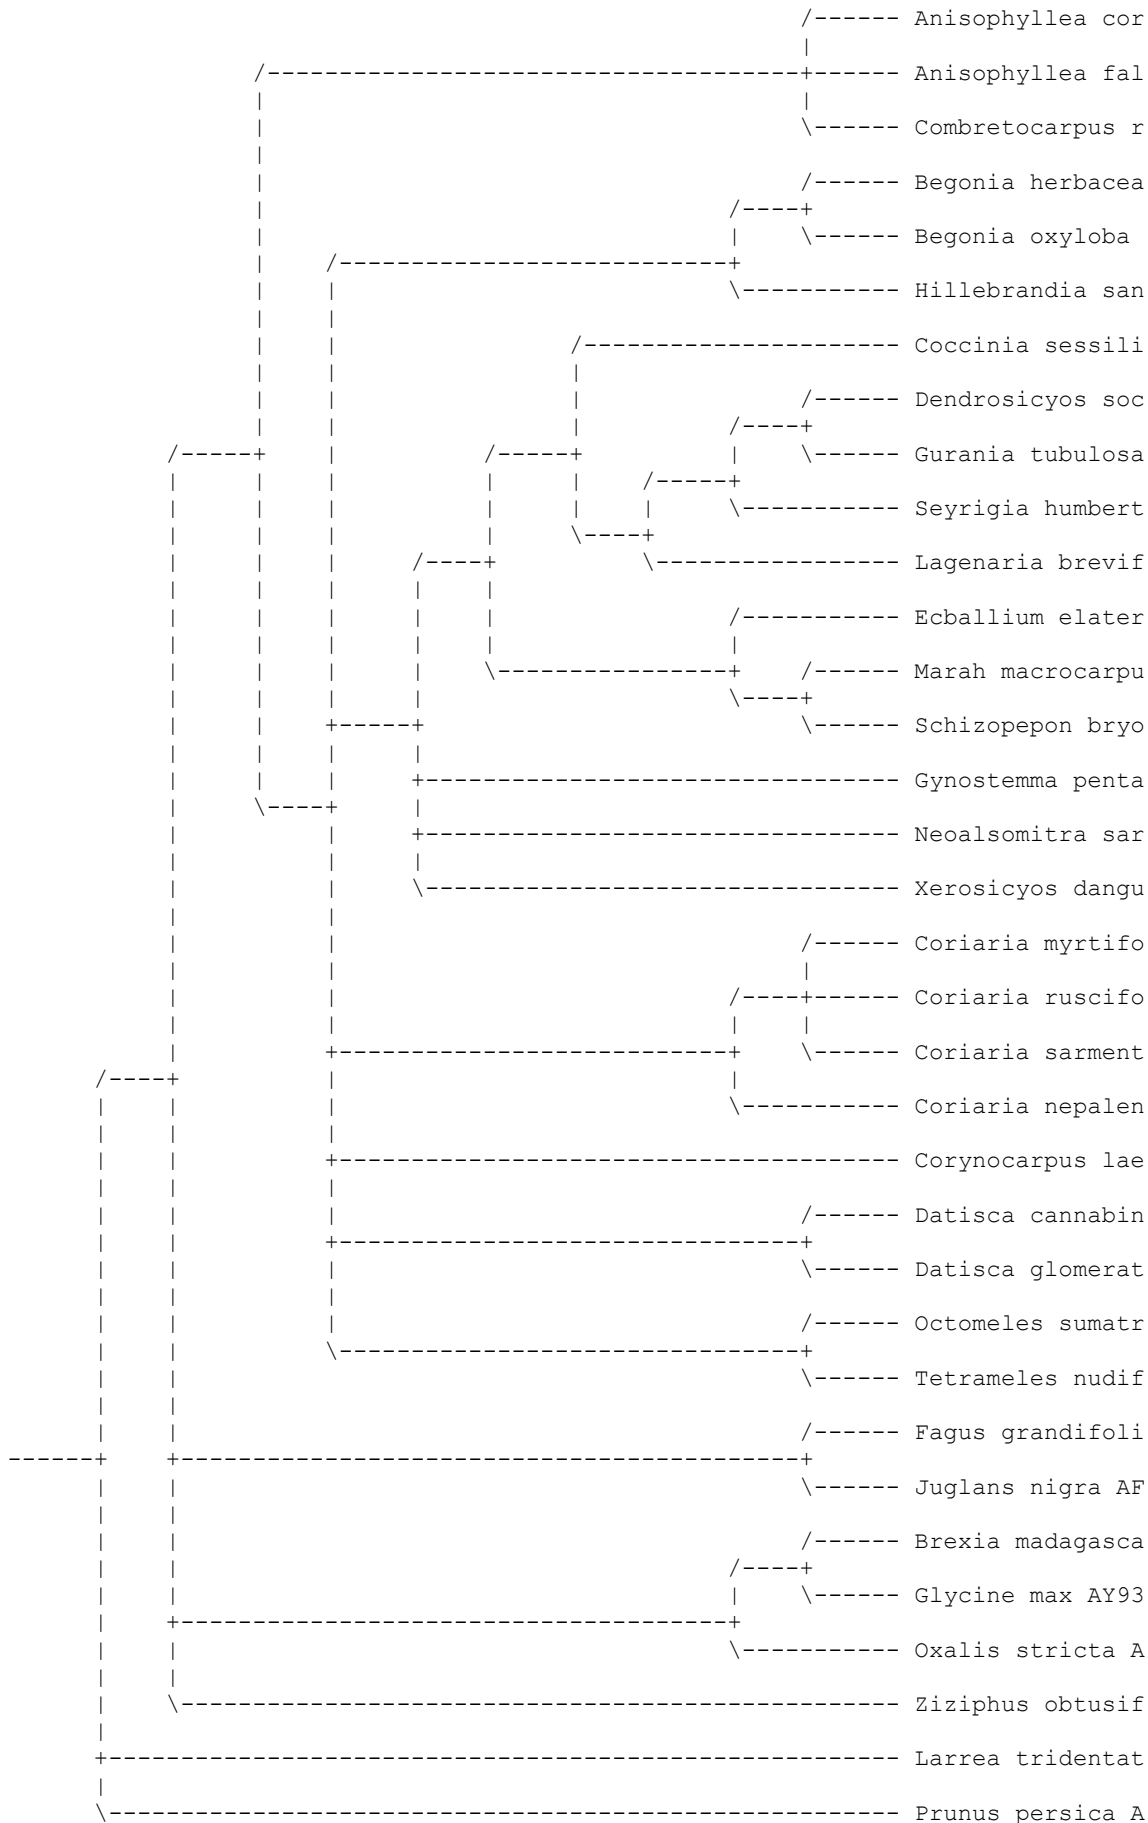 Anisophyllea cor
Anisophyllea fal
Combretocarpus r
Begonia herbacea
Begonia oxyloba
Hillebrandia san
Coccinia sessili
Dendrosicyos soc
Gurania tubulosa
Seyrigia humbert
Lagenaria brevif
Ecballium elater
Marah macrocarpu
Schizopepon bryo
Gynostemma penta
Neoalsomitra sar
Xerosicyos dangu
Coriaria myrtifo
Coriaria ruscifo
Coriaria sarment
Coriaria nepalen
Corynocarpus lae
Datisca cannabin
Datisca glomerat
Octomeles sumatr
Tetrameles nudif
Fagus grandifoli
Juglans nigra AF
Brexia madagasca
Glycine max AY93
Oxalis stricta A
Ziziphus obtusif
Larrea tridentat
Prunus persica A